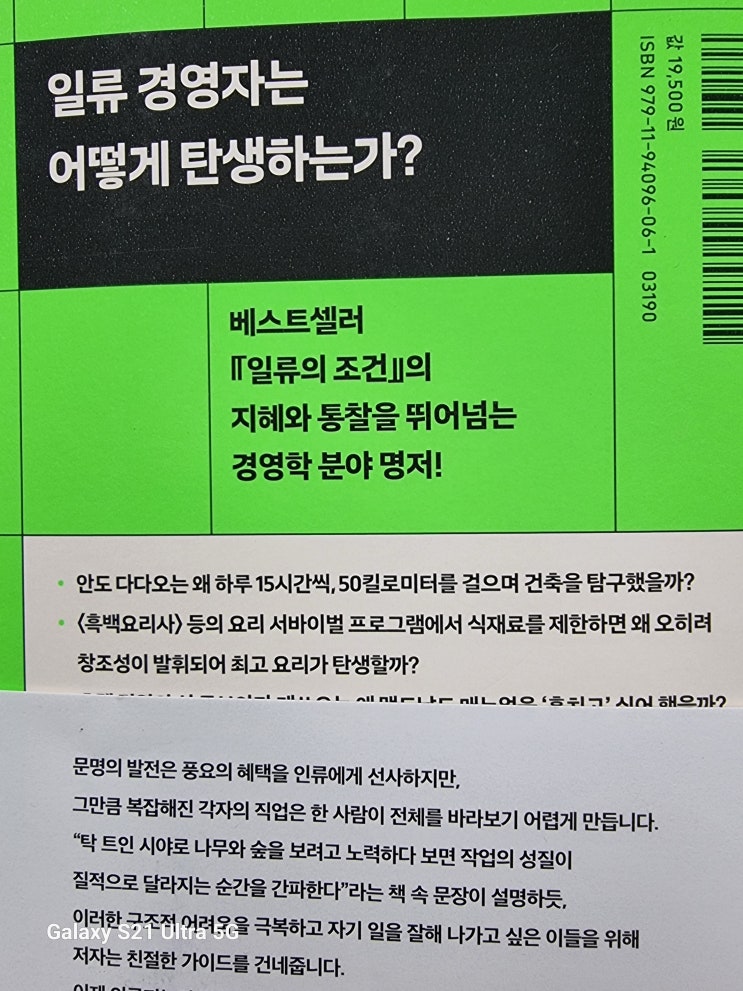 일류 경영자는
어떻게 탄생하는가?
값 19,500 원
ISBN 979-11-94096-06-1 03190
베스트셀러
『일류의 조건』의
지혜와 통찰을 뛰어넘는
경영학 분야 명저!
• 안도 다다오는 왜 하루 15시간씩, 50킬로미터를 걸으며 건축을 탐구했을까?
• 〈흑백요리사〉 등의 요리 서바이벌 프로그램에서 식재료를 제한하면 왜 오히려
창조성이 발휘되어 최고 요리가 탄생할까?
문명의 발전은 풍요의 혜택을 인류에게 선사하지만,
그만큼 복잡해진 각자의 직업은 한 사람이 전체를 바라보기 어렵게 만듭니다.
“탁 트인 시야로 나무와 숲을 보려고 노력하다 보면 작업의 성질이
질적으로 달라지는 순간을 간파한다”라는 책 속 문장이 설명하듯,
이러한 구조적 어려움을 극복하고 자기 일을 잘해 나가고 싶은 이들을 위해
Galaxy S21 Ultra 5G
저자는 친절한 가이드를 건네줍니다.